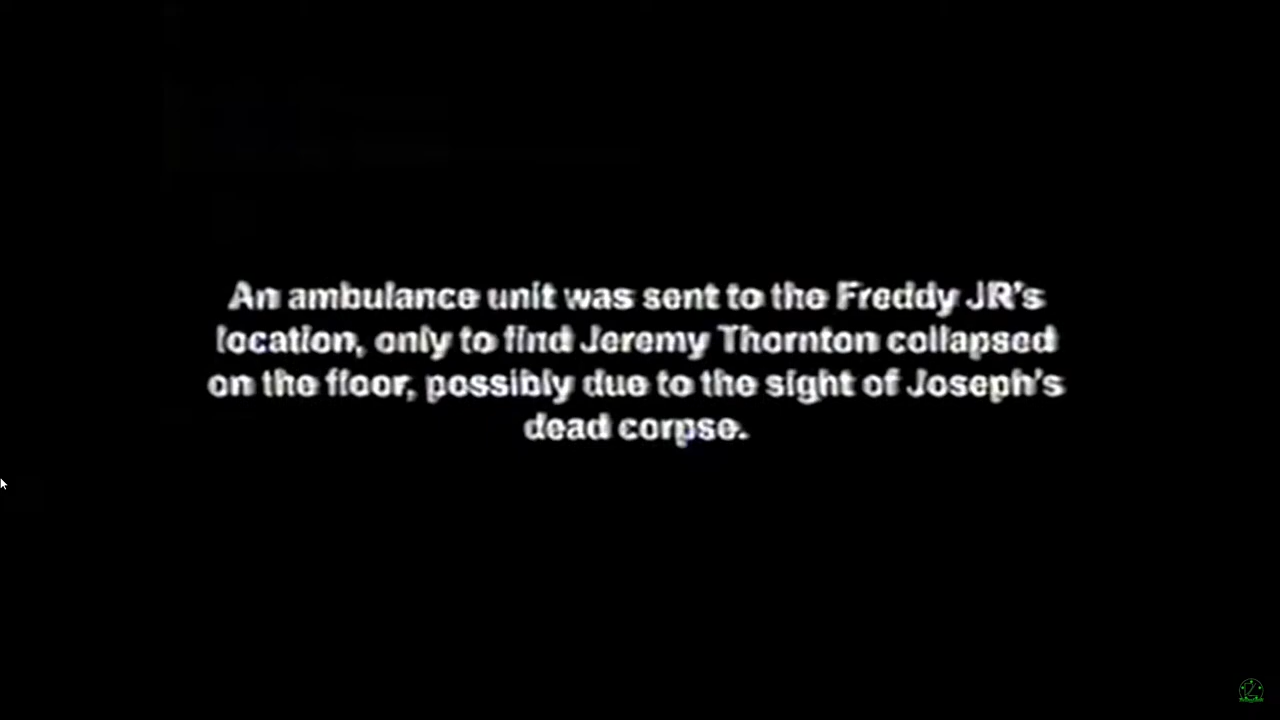 An ambulance unit was sent to the Freddy JR's
location, only to find Jeremy Thornton collapsed
on the floor, possibly due to the sight of Joseph's
dead corpse.